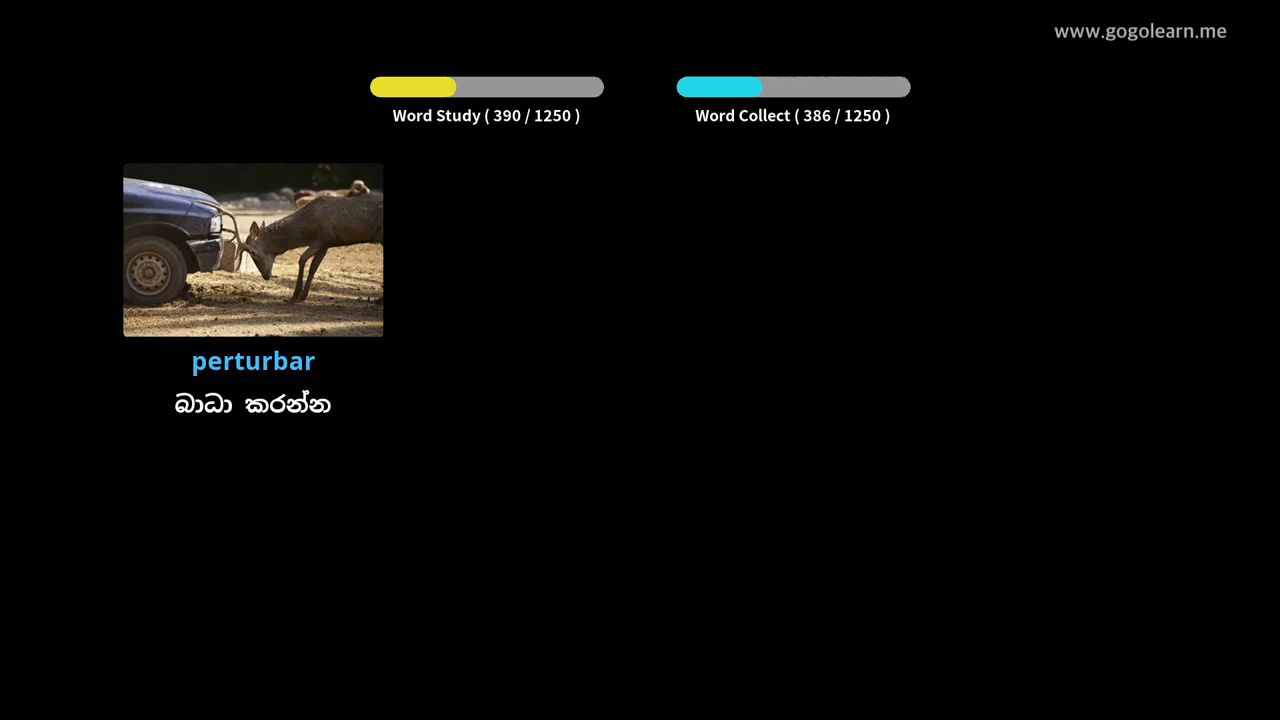 www.gogolearn.me
Word Study ( 390 / 1250 )
Word Collect ( 386 / 1250 )
perturbar
බාධා කරන්න